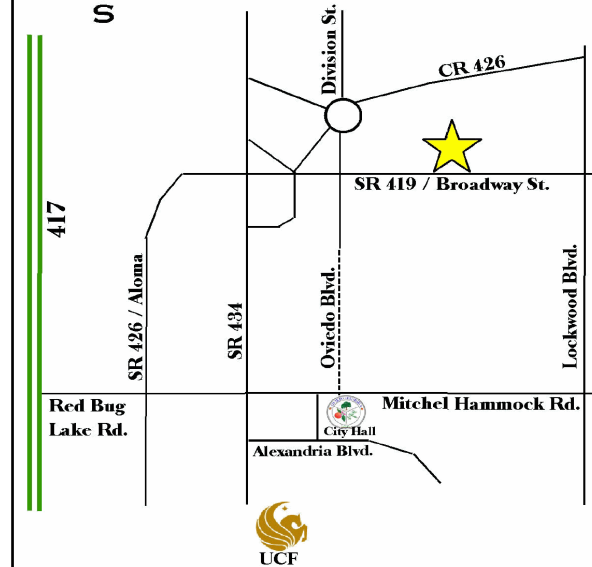 S
Division St.
CR 426
SR 419 / Broadway St.
417
SR 426 / Aloma
SR 434
Oviedo Blvd.
Lockwood Blvd.
Red Bug
Lake Rd.
Mitchel Hammock Rd.
City Hall
Alexandria Blvd.
UCF